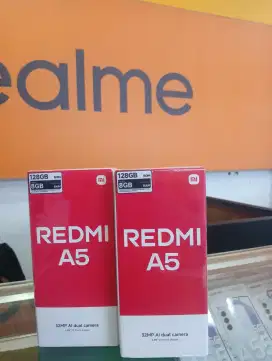 ealme
128GB
8GB
REDMI
A5
32MP AI dual camera
128GB
8GB
REDMI
A5
32MP AI dual camera